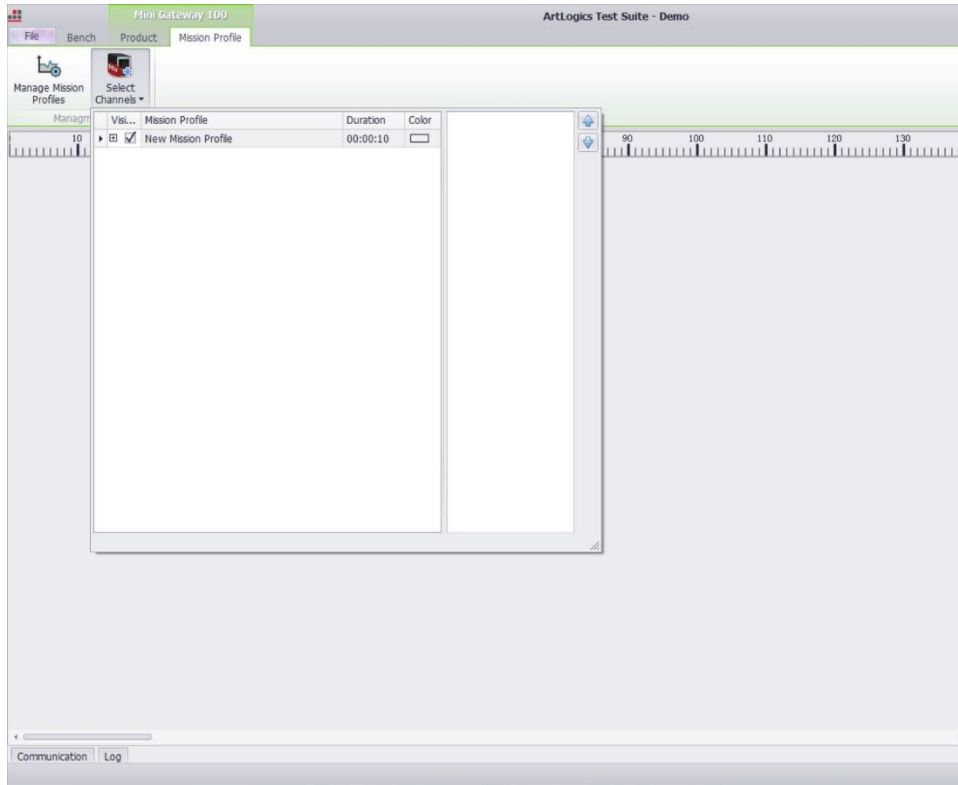 Mini Gateway 100
ArtLogics Test Suite - Demo
File Bench Product Mission Profile
Manage Mission Profiles
Select Channels
Managm
Visi... Mission Profile Duration Color
New Mission Profile 00:00:10
10 90 100 110 120 130
Communication Log